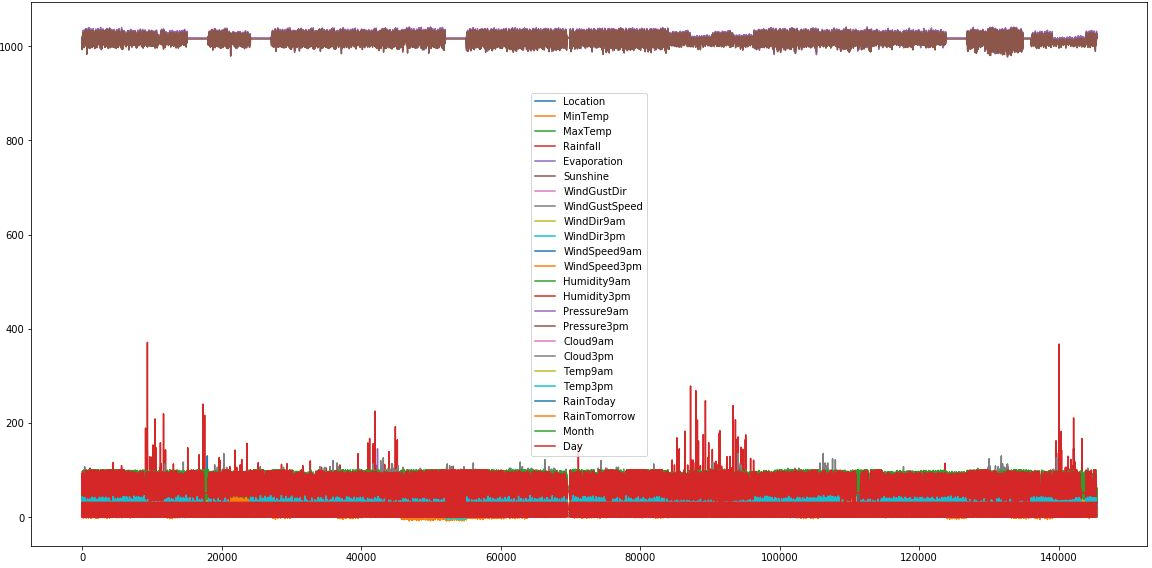 1000
800
600
400
200
0
Location
MinTemp
MaxTemp
Rainfall
Evaporation
Sunshine
WindGustDir
WindGustSpeed
WindDir9am
WindDir3pm
WindSpeed9am
WindSpeed3pm
Humidity9am
Humidity3pm
Pressure9am
Pressure3pm
Cloud9am
Cloud3pm
Temp9am
Temp3pm
RainToday
RainTomorrow
Month
Day
0 20000 40000 60000 80000 100000 120000 140000